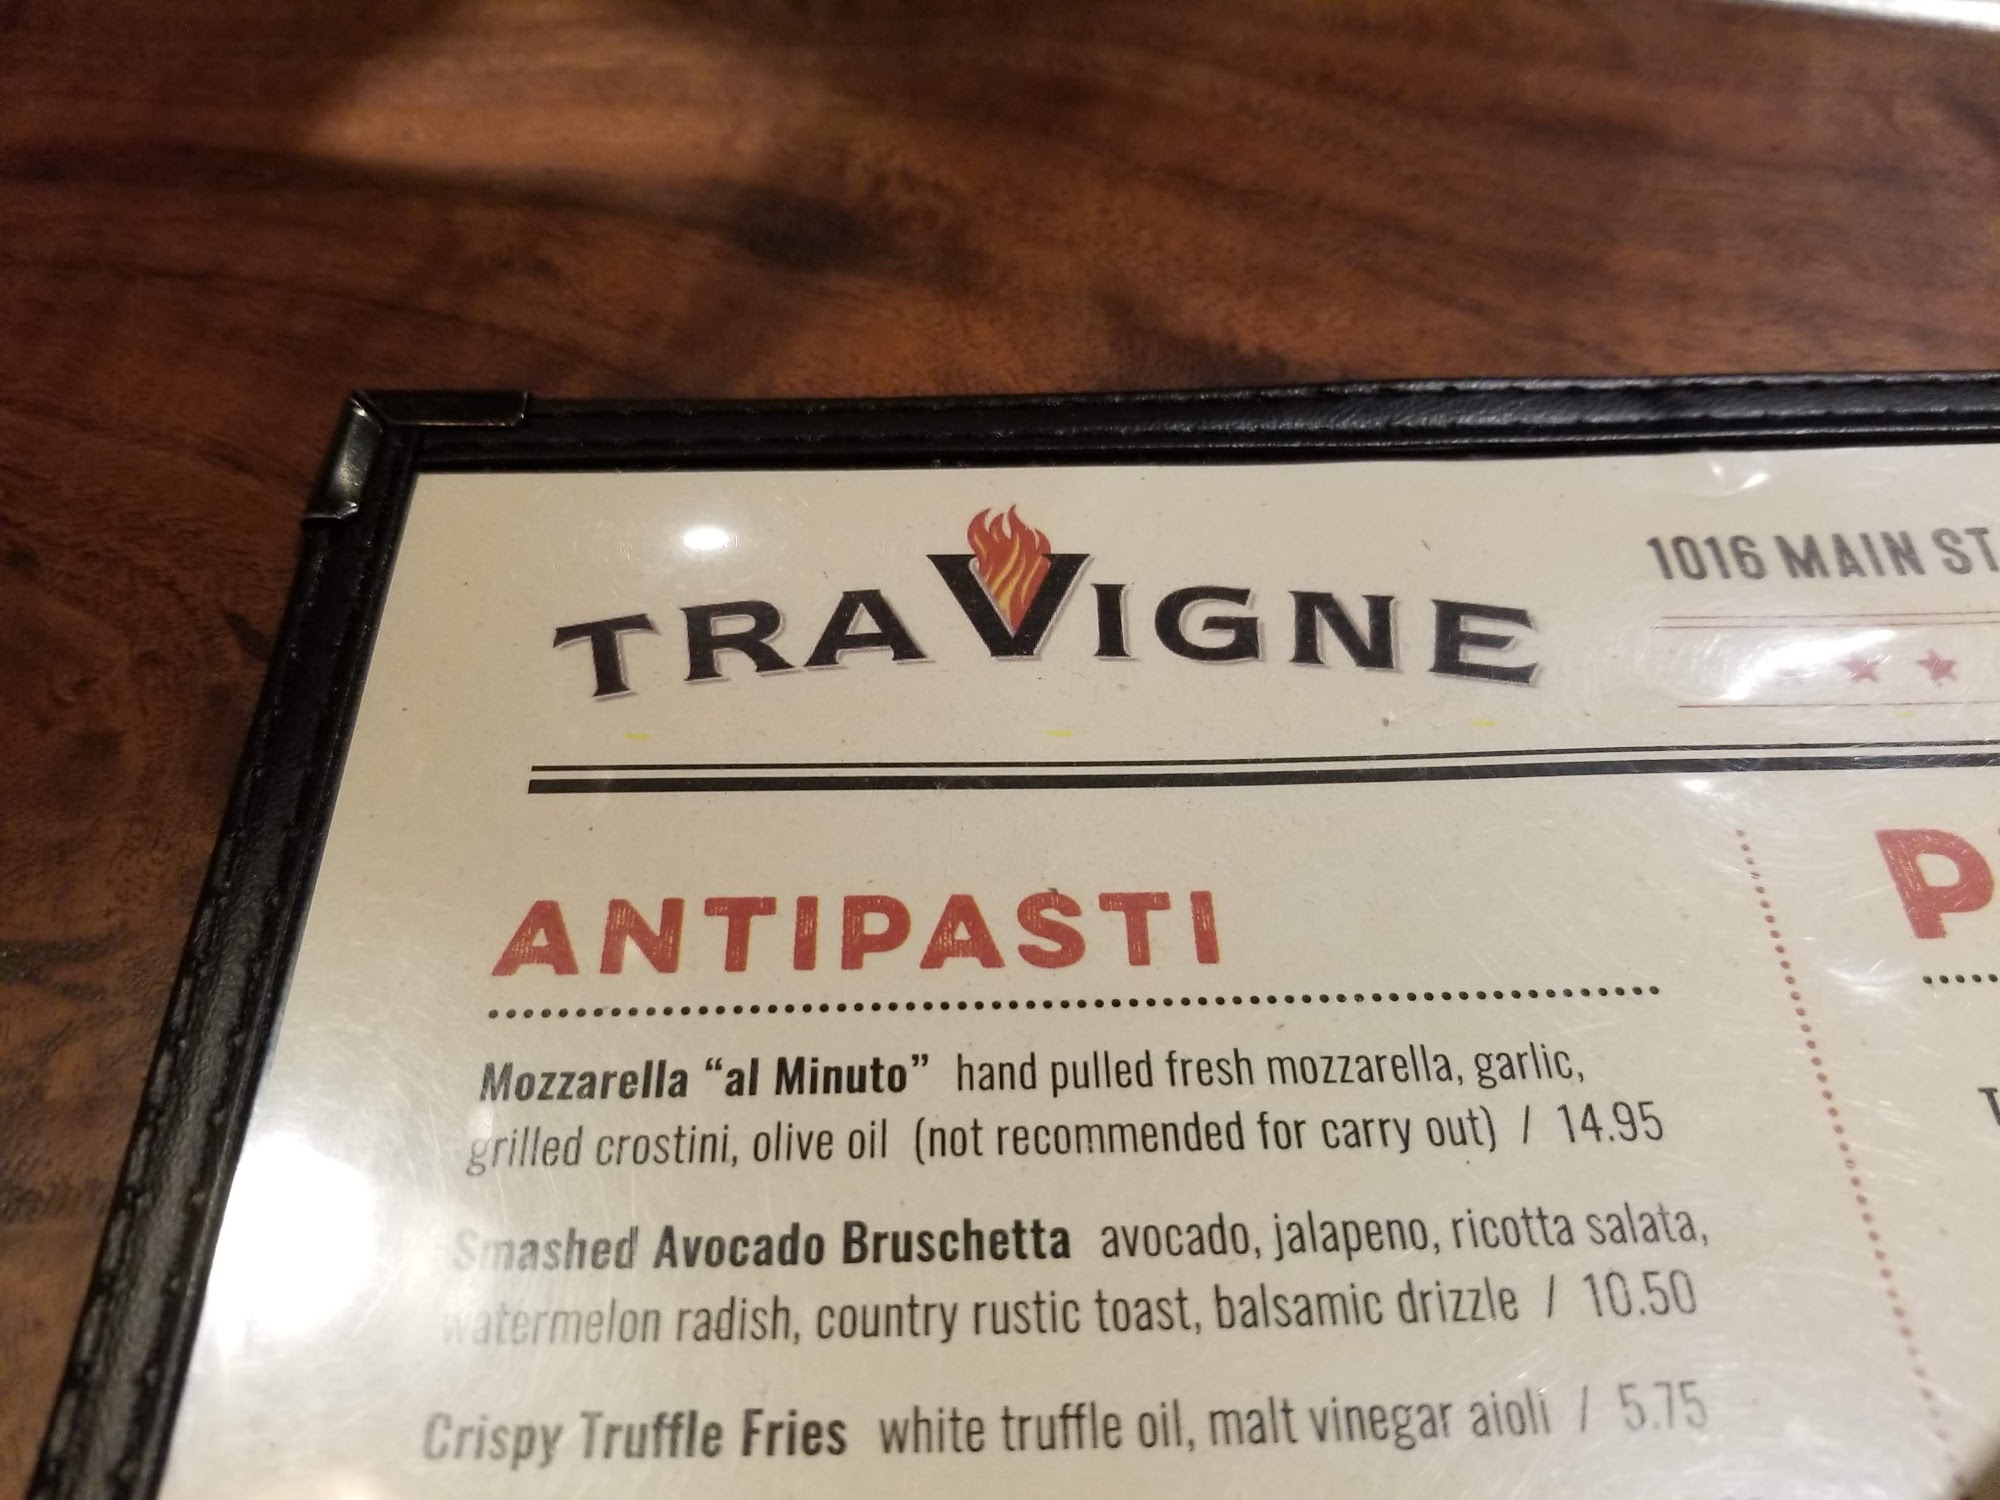 TRAVIGNE
1016 MAIN ST
ANTIPASTI
Mozzarella “al Minuto” hand pulled fresh mozzarella, garlic,
grilled crostini, olive oil (not recommended for carry out) / 14.95
Smashed Avocado Bruschetta avocado, jalapeno, ricotta salata,
watermelon radish, country rustic toast, balsamic drizzle / 10.50
Crispy Truffle Fries white truffle oil, malt vinegar aioli / 5.75